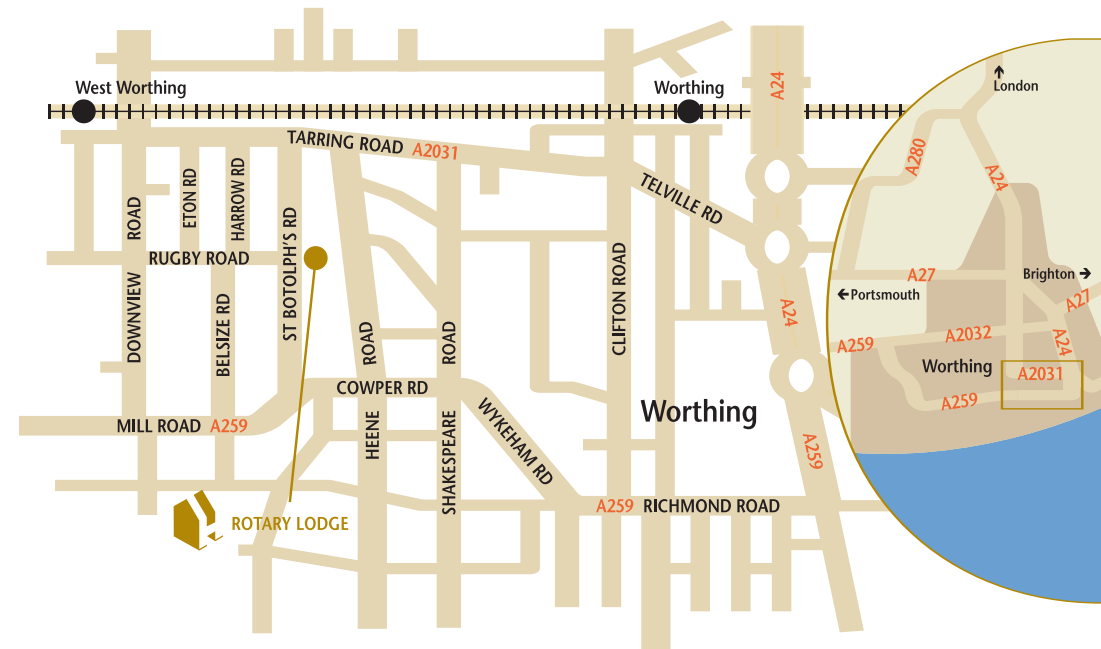 West Worthing
Worthing
A24
London
TARRING ROAD A2031
A280
A24
ETON RD
HARROW RD
TELVILLE RD
ROAD
DOWNVIEW
RUGBY ROAD
ST BOTOLPH'S RD
BELSIZE RD
CLIFTON ROAD
A27
Brighton
Portsmouth
A27
A24
ROAD
HEENE
ROAD
SHAKESPEARE
A259
A2032
A24
Worthing
A2031
A259
COWPER RD
WYKEHAM RD
Worthing
MILL ROAD A259
A259
A259 RICHMOND ROAD
ROTARY LODGE